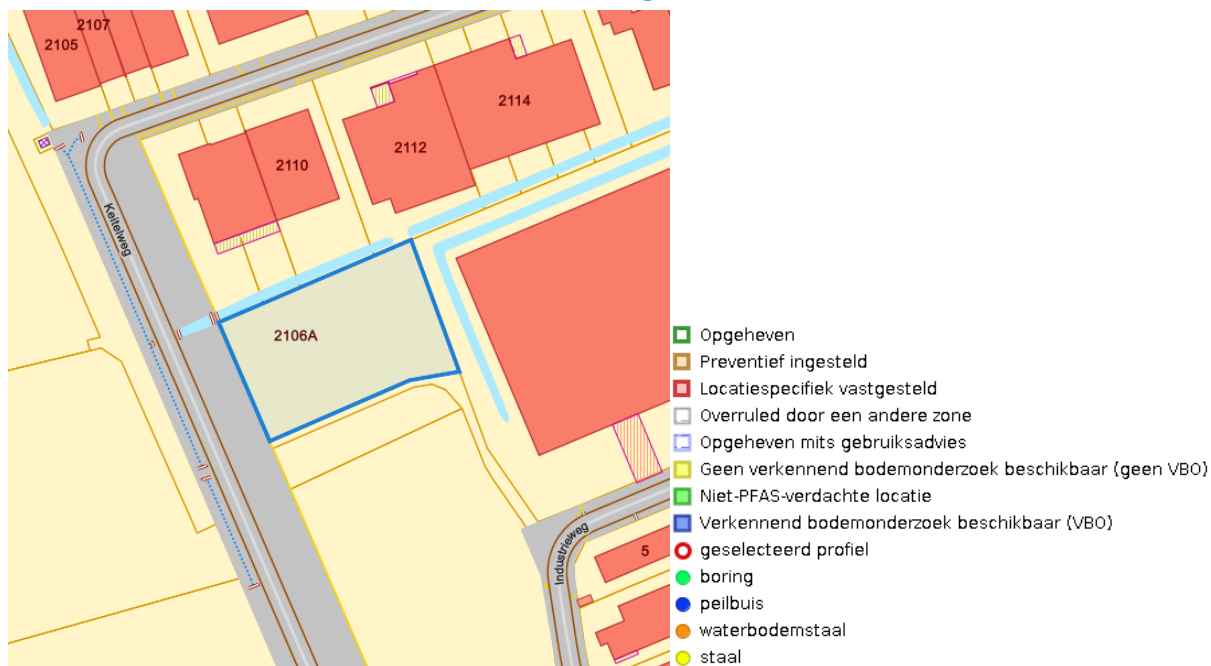 2107
2105
2114
2112
2110
Keitelweg
2106A
Industrieweg
5
Opgeheven
Preventief ingesteld
Locatiespecifiek vastgesteld
Overruled door een andere zone
Opgeheven mits gebruiksadvies
Geen verkennend bodemonderzoek beschikbaar (geen VBO)
Niet-PFAS-verdachte locatie
Verkennend bodemonderzoek beschikbaar (VBO)
geselecteerd profiel
boring
peilbuis
waterbodemstaal
staal